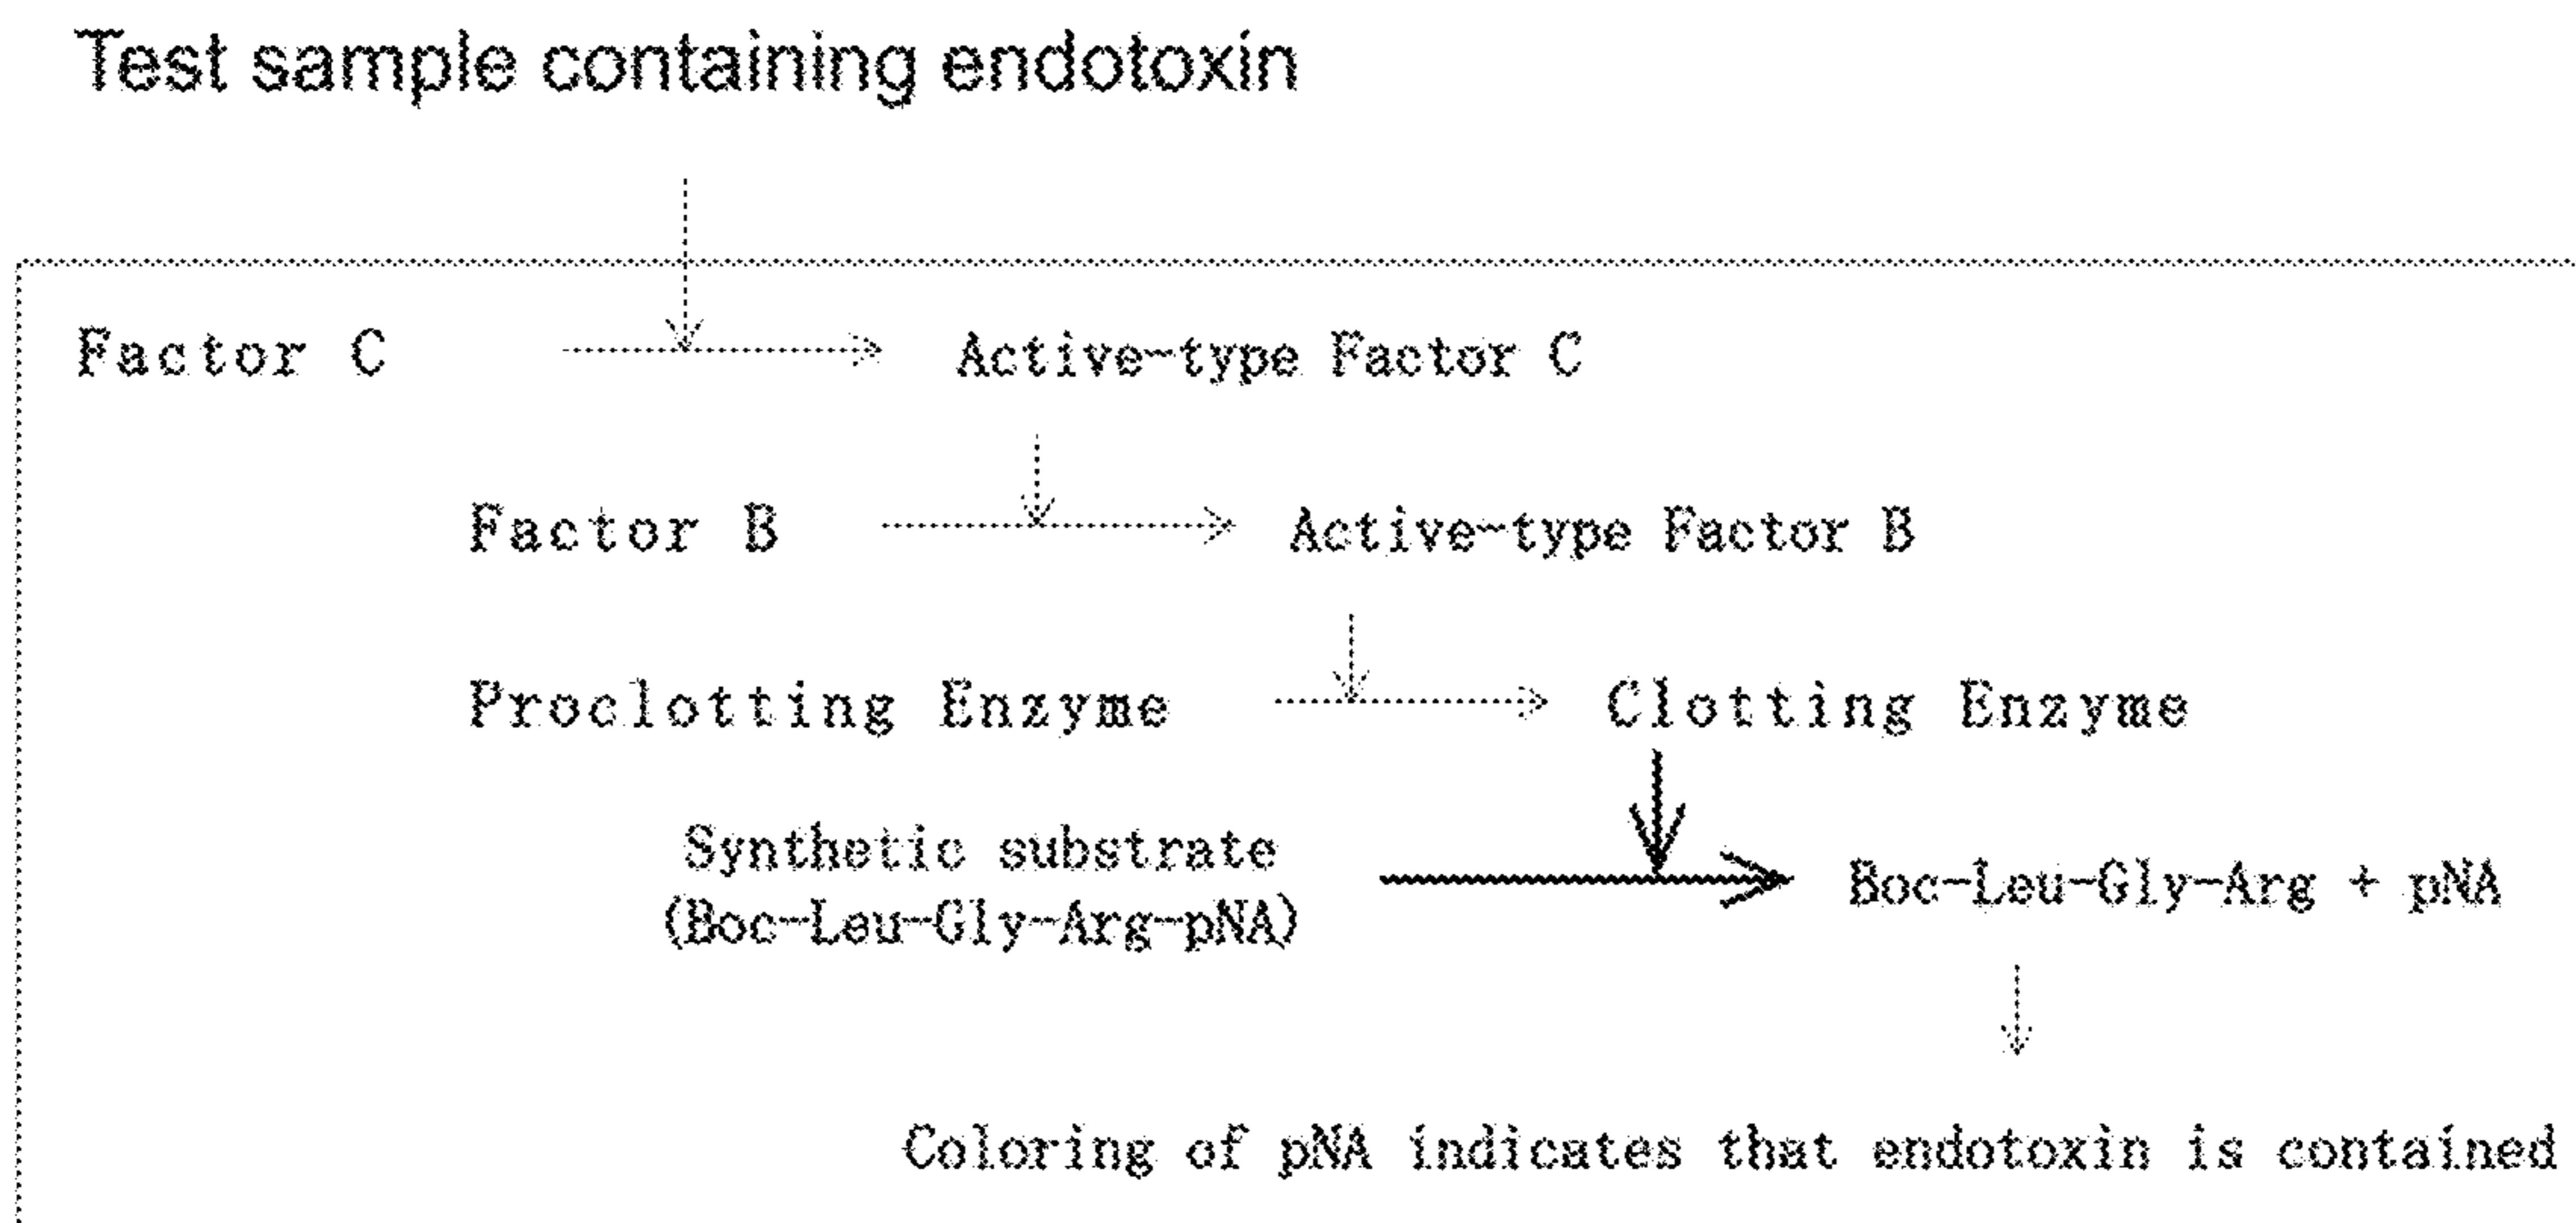 Test sample containing endotoxin
Factor C Active-type Factor C
Factor B Active-type Factor B
Proclotting Enzyme Clotting Enzyme
Synthetic substrate
(Boc-Leu-Gly-Arg-pNA) Boc-Leu-Gly-Arg + pNA
Coloring of pNA indicates that endotoxin is contained